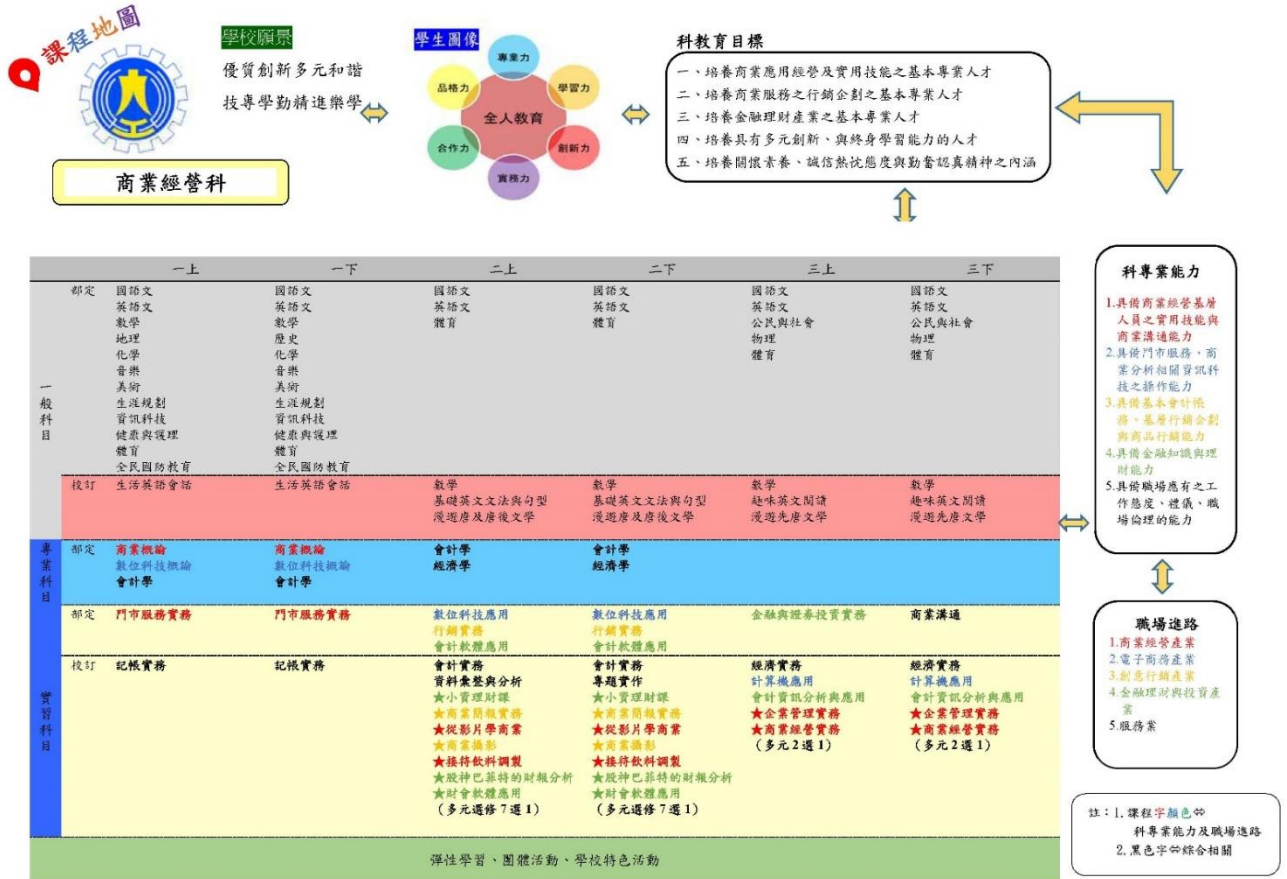 課程地圖
學校願景
優質創新多元和諧
技專學勤精進樂學
商業經營科
學生圖像
專業力
學習力
創新力
實務力
合作力
品格力
全人教育
科教育目標
一、培養商業應用經營及實用技能之基本專業人才
二、培養商業服務之行銷企劃之基本專業人才
三、培養金融理財產業之基本專業人才
四、培養具有多元創新、與終身學習能力的人才
五、培養關懷素養、誠信熱忱態度與勤奮認真精神之內涵
一上 一下 二上 二下 三上 三下
一般科目
部定
國語文 國語文 國語文 國語文 國語文 國語文
英語文 英語文 英語文 英語文 英語文 英語文
數學 數學 體育 體育 公民與社會 公民與社會
地理 歷史 物理 物理
化學 化學 體育 體育
音樂 音樂
美術 美術
生涯規劃 生涯規劃
資訊科技 資訊科技
健康與護理 健康與護理
體育 體育
全民國防教育 全民國防教育
校訂 生活英語會話 生活英語會話 數學 數學 數學 數學
基礎英文文法與句型 基礎英文文法與句型 趣味英文閱讀 趣味英文閱讀
漫遊唐及唐後文學 漫遊唐及唐後文學 漫遊先唐文學 漫遊先唐文學
專業科目
部定 商業概論 商業概論 會計學 會計學
數位科技概論 數位科技概論 經濟學 經濟學
會計學 會計學
實習科目
部定 門市服務實務 門市服務實務 數位科技應用 數位科技應用 金融與證券投資實務 商業溝通
行銷實務 行銷實務
會計軟體應用 會計軟體應用
校訂 記帳實務 記帳實務 會計實務 會計實務 經濟實務 經濟實務
資料彙整與分析 專題實作 計算機應用 計算機應用
★小資理財課 ★小資理財課 會計資訊分析與應用 會計資訊分析與應用
★商業簡報實務 ★商業簡報實務 ★企業管理實務 ★企業管理實務
★從影片學商業 ★從影片學商業 ★商業經營實務 ★商業經營實務
★商業攝影 ★商業攝影 (多元2選1) (多元2選1)
★接待飲料調製 ★接待飲料調製
★股神巴菲特的財報分析 ★股神巴菲特的財報分析
★財會軟體應用 ★財會軟體應用
(多元選修7選1) (多元選修7選1)
彈性學習、團體活動、學校特色活動
科專業能力
1.具備商業經營基層
人員之實用技能與
商業溝通能力
2.具備門市服務、商
業分析相關資訊科
技之操作能力
3.具備基本會計帳
務、基層行銷企劃
與商品行銷能力
4.具備金融知識與理
財能力
5.具備職場應有之工
作態度、禮儀、職
場倫理的能力
職場進路
1.商業經營產業
2.電子商務產業
3.創意行銷產業
4.金融理財與投資產
業
5.服務業
註：1.課程字顏色⇔
科專業能力及職場進路
2.黑色字⇔綜合相關